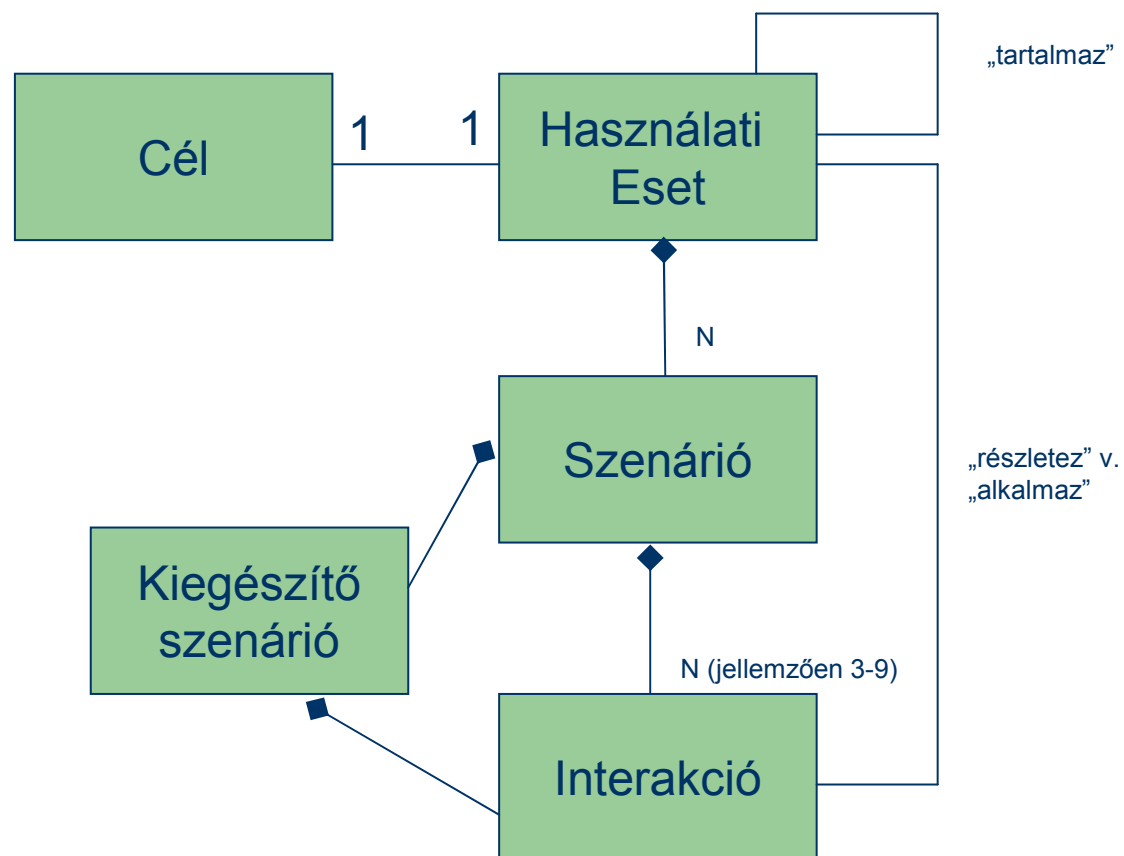 „tartalmaz”
Cél
1
1
Használati
Eset
N
Szenárió
„részletez” v.
„alkalmaz”
Kiegészítő
szenárió
N (jellemzően 3-9)
Interakció